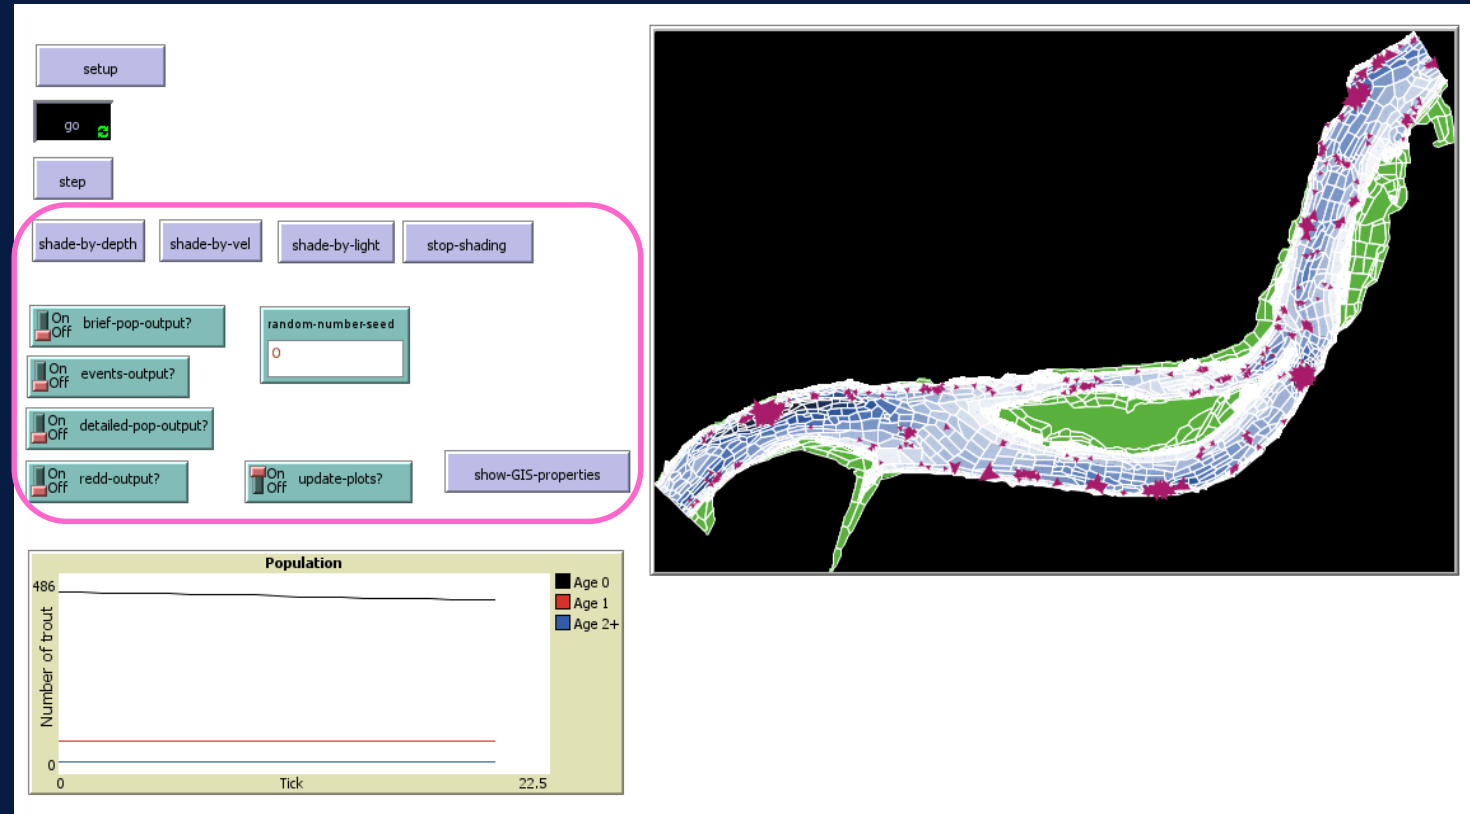 setup
go
step
shade-by-depth
shade-by-vel
shade-by-light
stop-shading
On
Off
brief-pop-output?
random-number-seed
0
On
Off
events-output?
On
Off
detailed-pop-output?
On
Off
redd-output?
On
Off
update-plots?
show-GIS-properties
Population
486
Number of trout
0
0
Tick
22.5
Age 0
Age 1
Age 2+